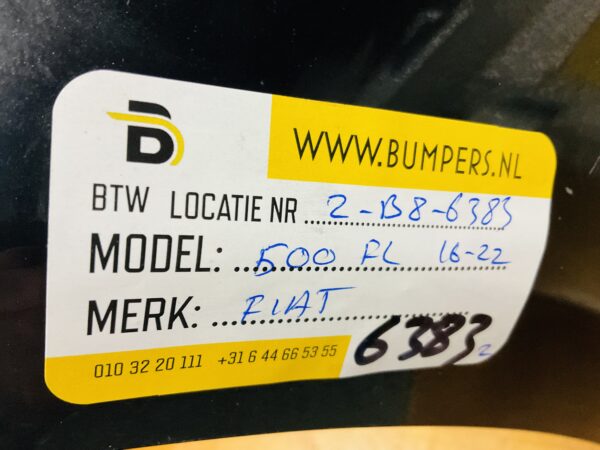 B
WWW.BUMPERS.NL
BTW LOCATIE NR 2-B8-6383
MODEL: 500 FL 16-22
MERK: FIAT
010 32 20 111 +31 6 44 66 53 55
6383 2